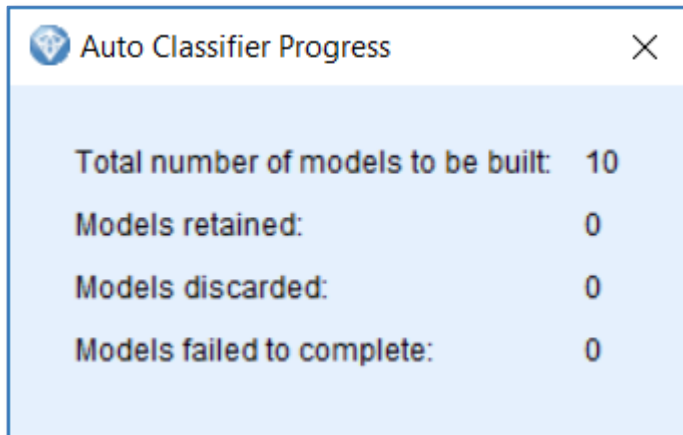 Auto Classifier Progress
Total number of models to be built: 10
Models retained: 0
Models discarded: 0
Models failed to complete: 0